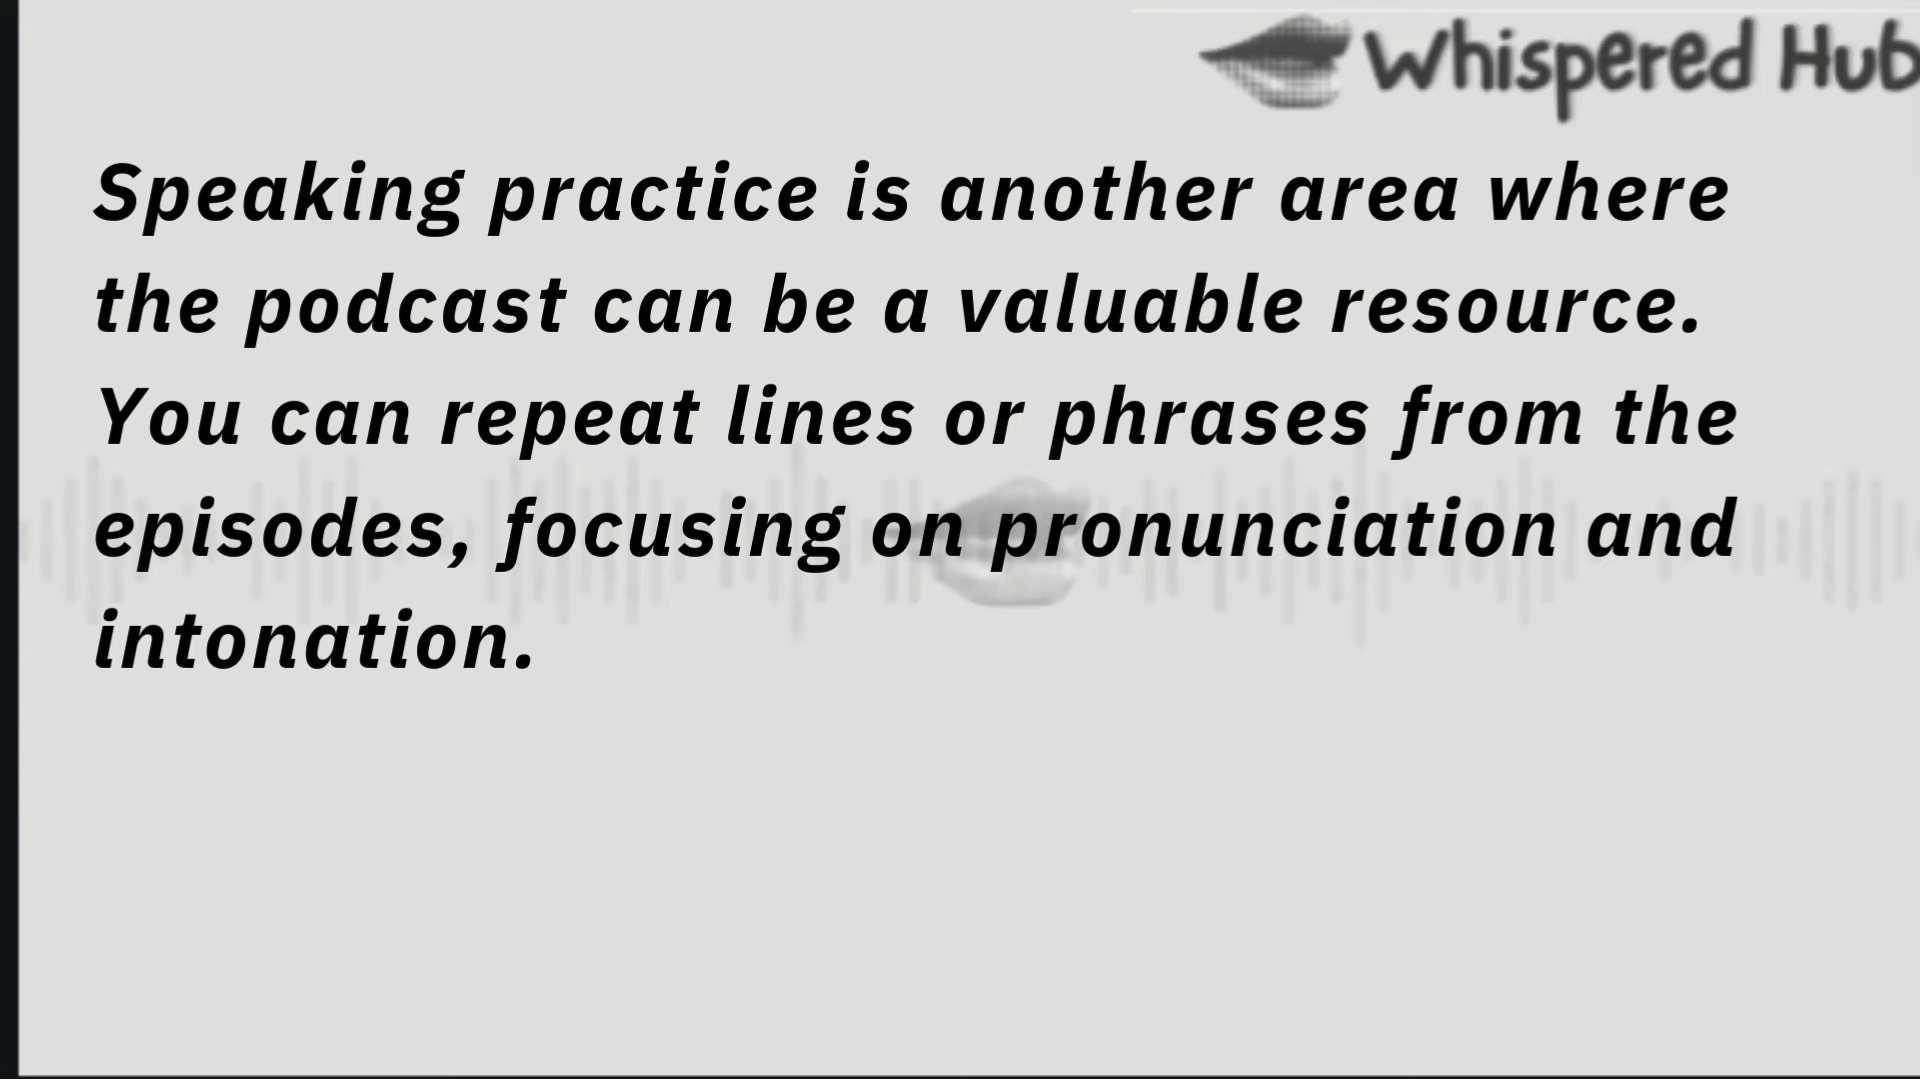 Whispered Hub
Speaking practice is another area where
the podcast can be a valuable resource.
You can repeat lines or phrases from the
episodes, focusing on pronunciation and
intonation.